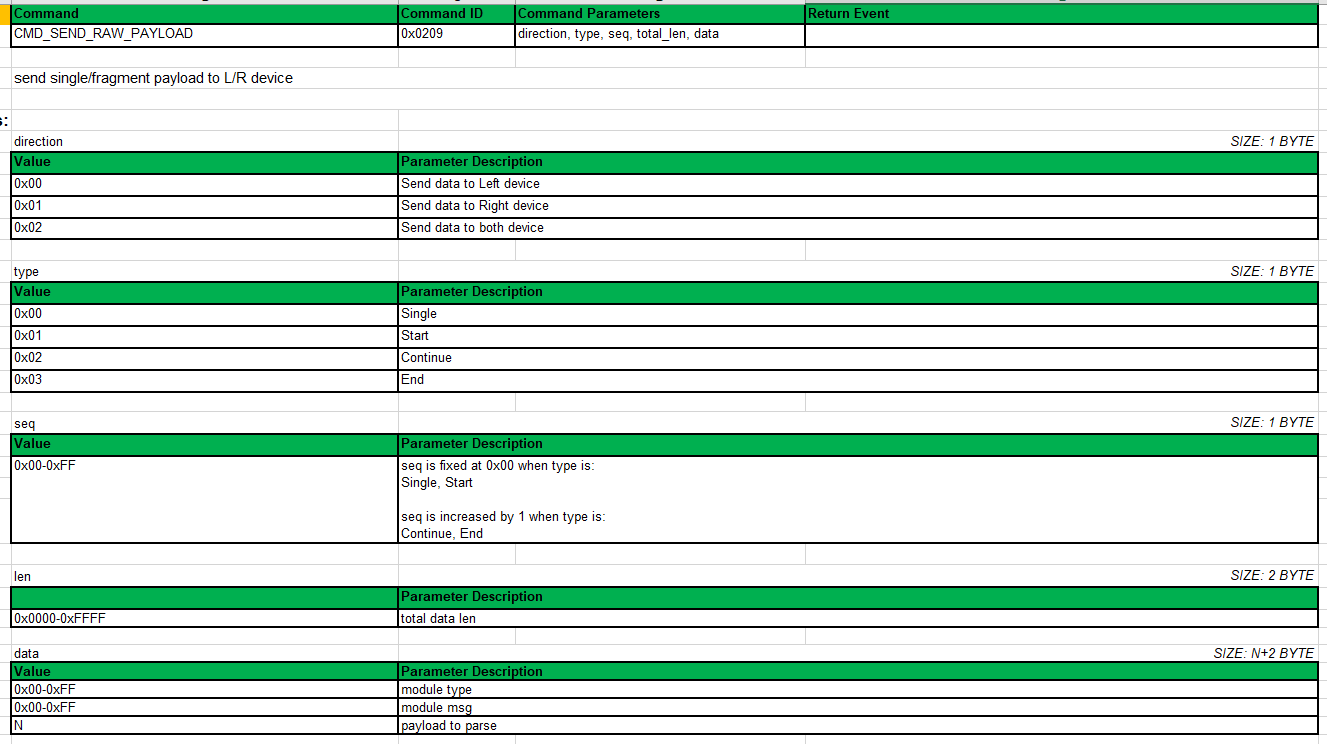 Command Command ID Command Parameters Return Event
CMD_SEND_RAW_PAYLOAD 0x0209 direction, type, seq, total_len, data
send single/fragment payload to L/R device
s:
direction SIZE: 1 BYTE
Value Parameter Description
0x00 Send data to Left device
0x01 Send data to Right device
0x02 Send data to both device
type SIZE: 1 BYTE
Value Parameter Description
0x00 Single
0x01 Start
0x02 Continue
0x03 End
seq SIZE: 1 BYTE
Value Parameter Description
0x00-0xFF seq is fixed at 0x00 when type is:
Single, Start
seq is increased by 1 when type is:
Continue, End
len SIZE: 2 BYTE
Parameter Description
0x0000-0xFFFF total data len
data SIZE: N+2 BYTE
Value Parameter Description
0x00-0xFF module type
0x00-0xFF module msg
N payload to parse